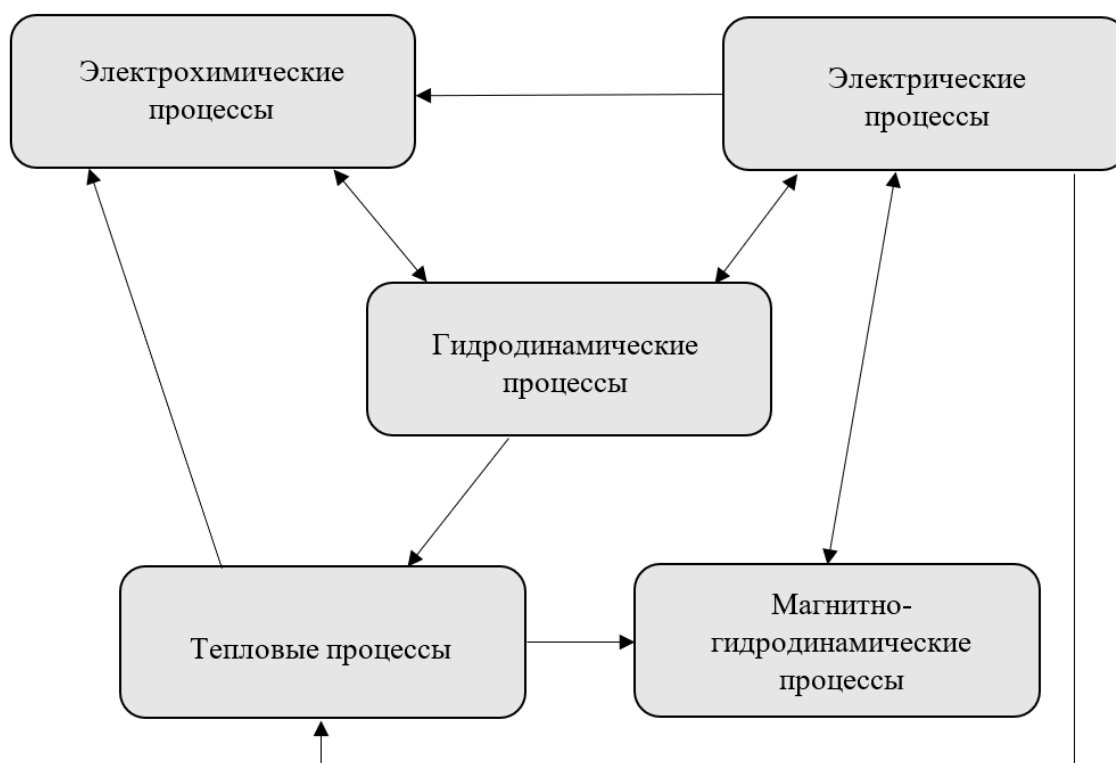 Электрохимические
процессы
Электрические
процессы
Гидродинамические
процессы
Тепловые процессы
Магнитно-
гидродинамические
процессы